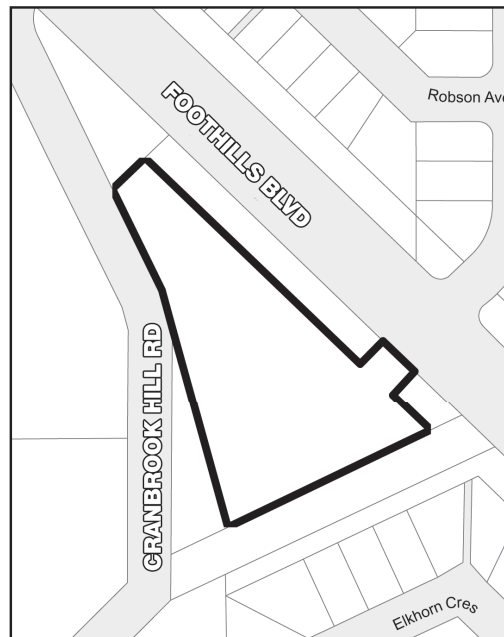 FOOTHILLS BLVD
Robson Ave
CRANBROOK HILL RD
Elkhorn Cres